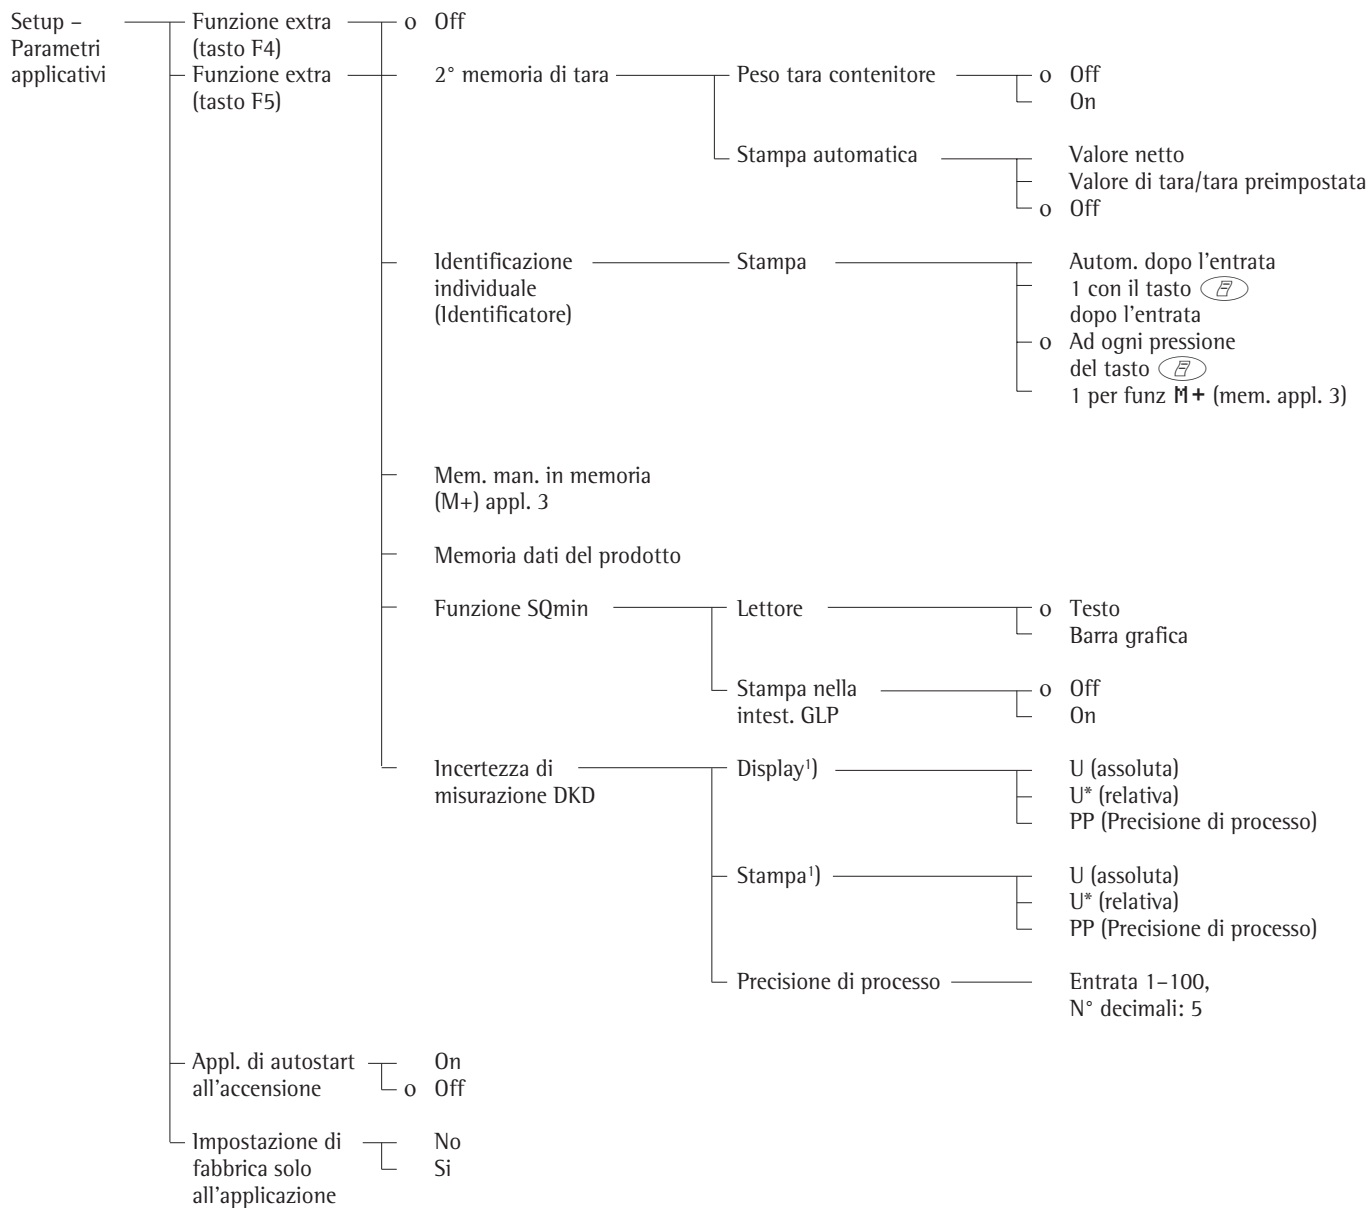 Setup –
Parametri
applicativi
Funzione extra
(tasto F4)
o Off
Funzione extra
(tasto F5)
2° memoria di tara
Peso tara contenitore
o Off
On
Stampa automatica
Valore netto
Valore di tara/tara preimpostata
o Off
Identificazione
individuale
(Identificatore)
Stampa
Autom. dopo l'entrata
1 con il tasto
dopo l'entrata
o Ad ogni pressione
del tasto
1 per funz M+ (mem. appl. 3)
Mem. man. in memoria
(M+) appl. 3
Memoria dati del prodotto
Funzione SQmin
Lettore
o Testo
Barra grafica
Stampa nella
intest. GLP
o Off
On
Incertezza di
misurazione DKD
Display¹)
U (assoluta)
U* (relativa)
PP (Precisione di processo)
Stampa¹)
U (assoluta)
U* (relativa)
PP (Precisione di processo)
Precisione di processo
Entrata 1–100,
N° decimali: 5
Appl. di autostart
all'accensione
On
o Off
Impostazione di
fabbrica solo
all'applicazione
No
Si